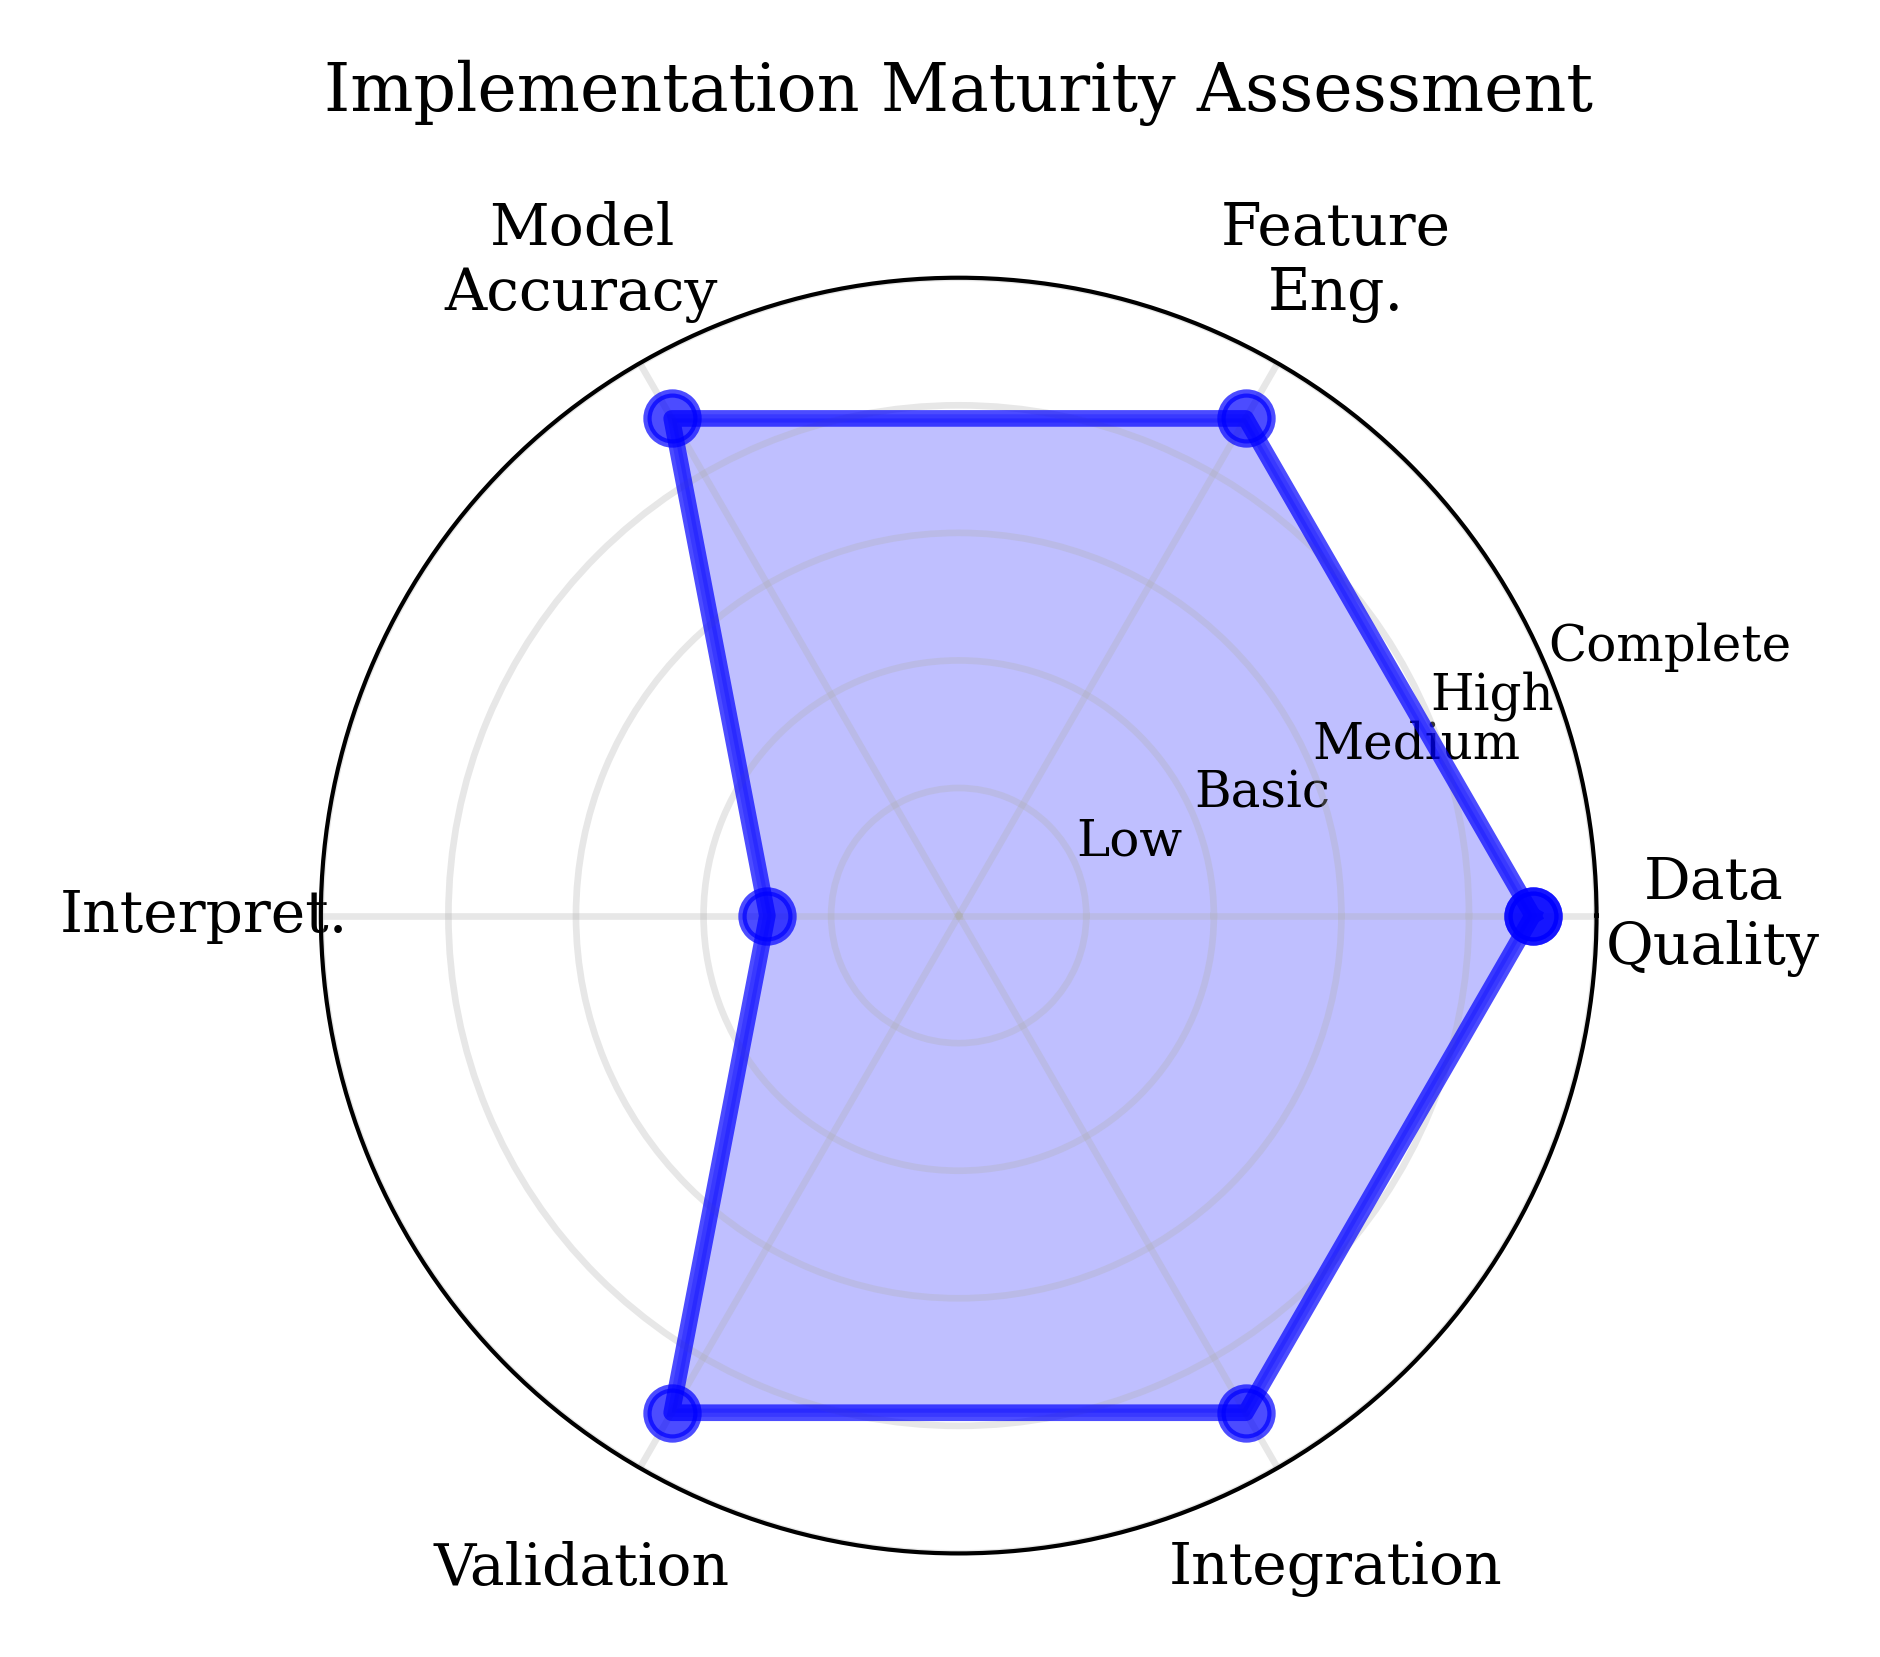 Implementation Maturity Assessment
Model
Accuracy
Feature
Eng.
Complete
High
Medium
Basic
Low
Interpret.
Data
Quality
Validation
Integration